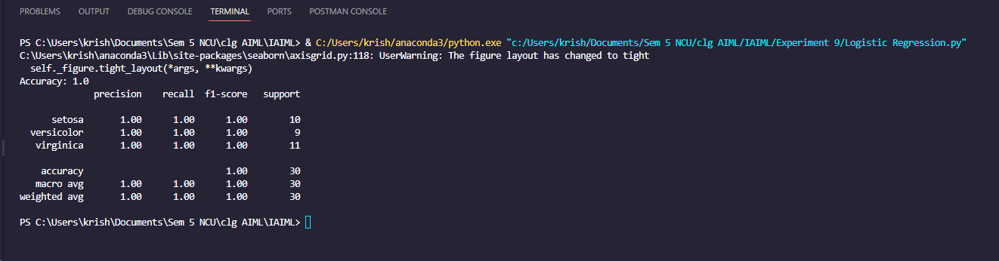 PROBLEMS OUTPUT DEBUG CONSOLE TERMINAL PORTS POSTMAN CONSOLE
PS C:\Users\krish\Documents\Sem 5 NCU\clg AIML\IAIML> & C:/Users/krish/anaconda3/python.exe "c:/Users/krish/Documents/Sem 5 NCU/clg AIML/IAIML/Experiment 9/Logistic Regression.py"
C:\Users\krish\anaconda3\Lib\site-packages\seaborn\axisgrid.py:118: UserWarning: The figure layout has changed to tight
  self._figure.tight_layout(*args, **kwargs)
Accuracy: 1.0
              precision    recall  f1-score   support
      setosa       1.00      1.00      1.00        10
  versicolor       1.00      1.00      1.00         9
   virginica       1.00      1.00      1.00        11
    accuracy                           1.00        30
   macro avg       1.00      1.00      1.00        30
weighted avg       1.00      1.00      1.00        30
PS C:\Users\krish\Documents\Sem 5 NCU\clg AIML\IAIML>